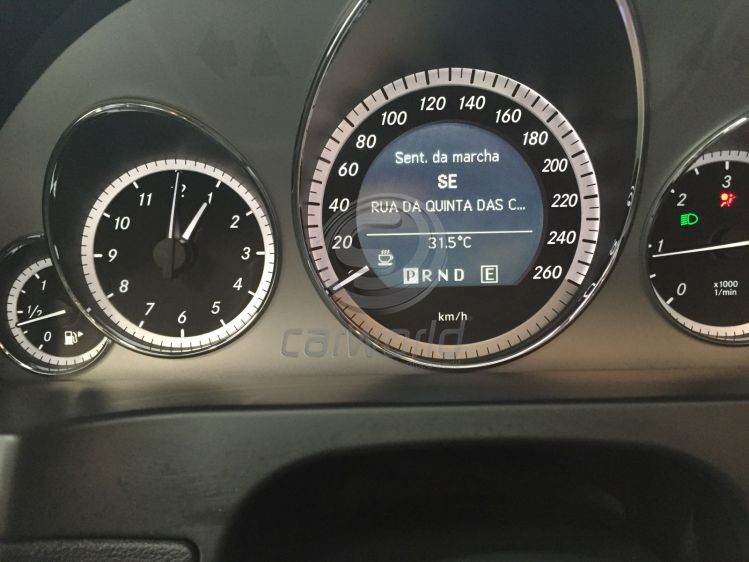 Sent. da marcha
SE
RUA DA QUINTA DAS C...
31.5°C
P R N D E
km/h
0 20 40 60 80 100 120 140 160 180 200 220 240 260
12 1 2 3 4 5 6 7 8 9 10 11
1
1/2
0
3
2
1
0
x1000
1/min
carworld